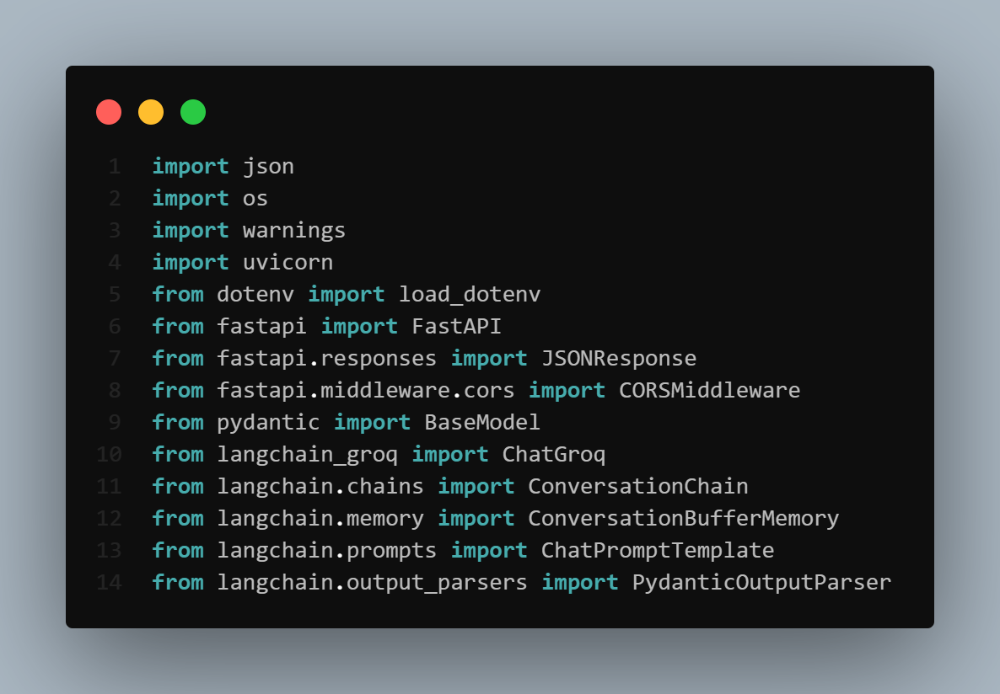 1 import json
2 import os
3 import warnings
4 import uvicorn
5 from dotenv import load_dotenv
6 from fastapi import FastAPI
7 from fastapi.responses import JSONResponse
8 from fastapi.middleware.cors import CORSMiddleware
9 from pydantic import BaseModel
10 from langchain_groq import ChatGroq
11 from langchain.chains import ConversationChain
12 from langchain.memory import ConversationBufferMemory
13 from langchain.prompts import ChatPromptTemplate
14 from langchain.output_parsers import PydanticOutputParser